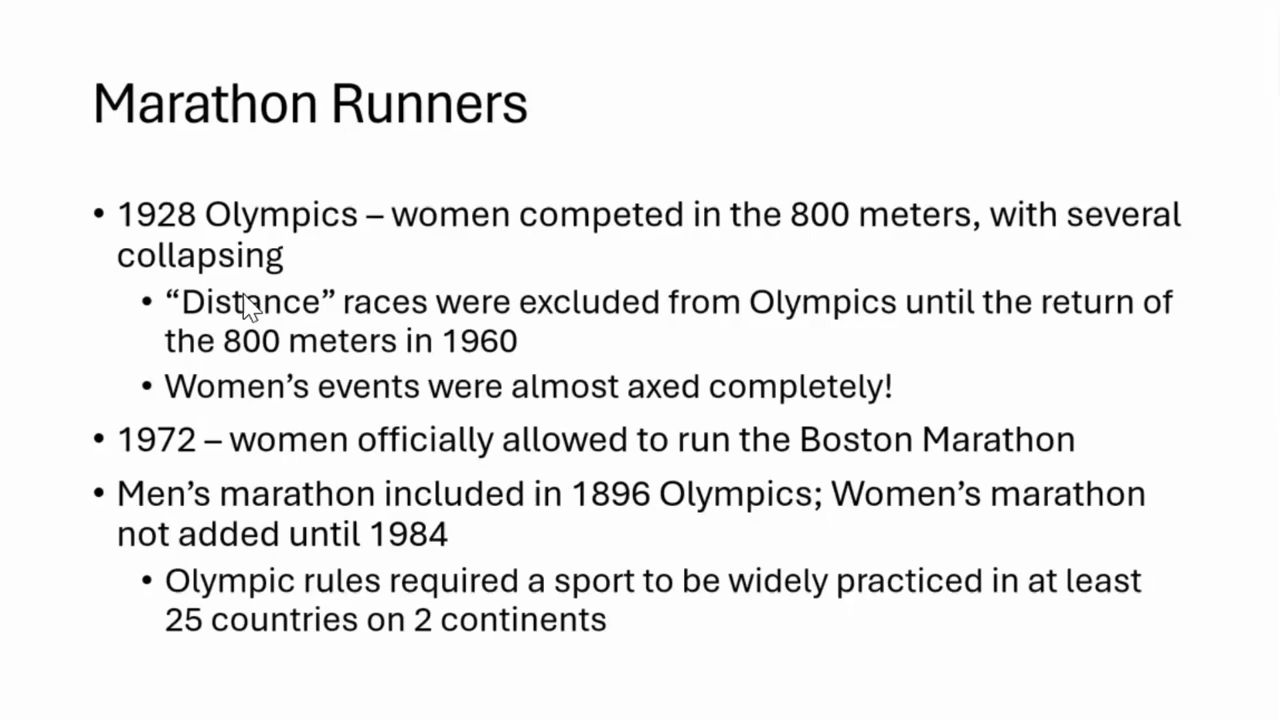 Marathon Runners
• 1928 Olympics – women competed in the 800 meters, with several
collapsing
• “Distance” races were excluded from Olympics until the return of
the 800 meters in 1960
• Women’s events were almost axed completely!
• 1972 – women officially allowed to run the Boston Marathon
• Men’s marathon included in 1896 Olympics; Women’s marathon
not added until 1984
• Olympic rules required a sport to be widely practiced in at least
25 countries on 2 continents